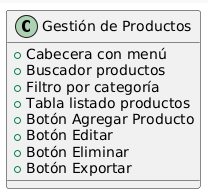 C Gestión de Productos
Cabecera con menú
Buscador productos
Filtro por categoría
Tabla listado productos
Botón Agregar Producto
Botón Editar
Botón Eliminar
Botón Exportar